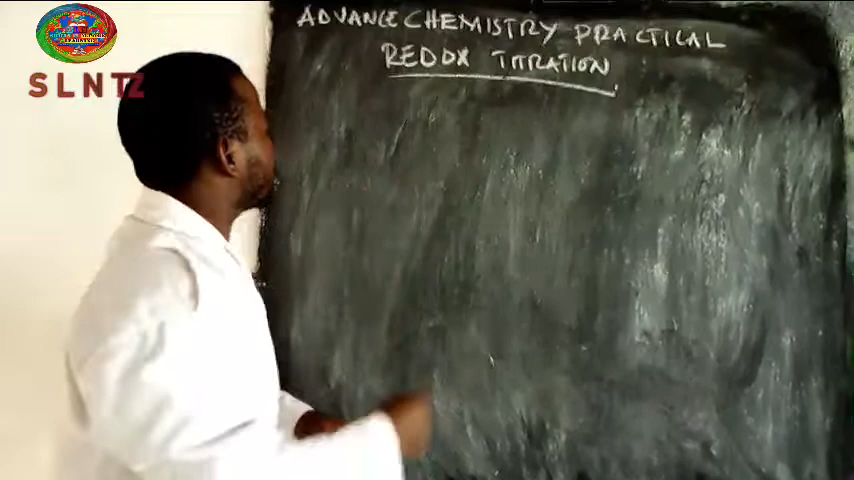 SLNTZ
ADVANCE CHEMISTRY PRACTICAL
REDOX TITRATION